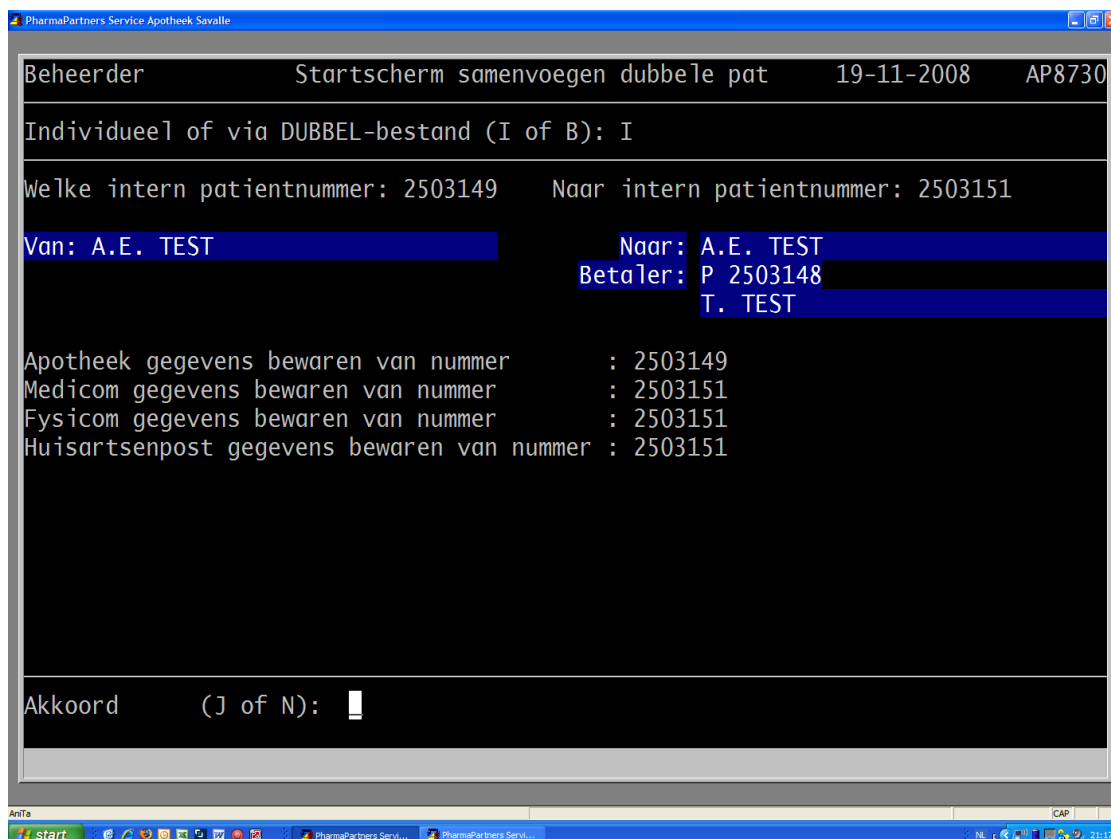 PharmaPartners Service Apotheek Savalle
Beheerder Startscherm samenvoegen dubbele pat 19-11-2008 AP8730
Individueel of via DUBBEL-bestand (I of B): I
Welke intern patientnummer: 2503149 Naar intern patientnummer: 2503151
Van: A.E. TEST Naar: A.E. TEST
Betaler: P 2503148
T. TEST
Apotheek gegevens bewaren van nummer : 2503149
Medicom gegevens bewaren van nummer : 2503151
Fysicom gegevens bewaren van nummer : 2503151
Huisartsenpost gegevens bewaren van nummer : 2503151
Akkoord (J of N):
AniTa CAP
start PharmaPartners Servi... PharmaPartners Servi... NL 21:17